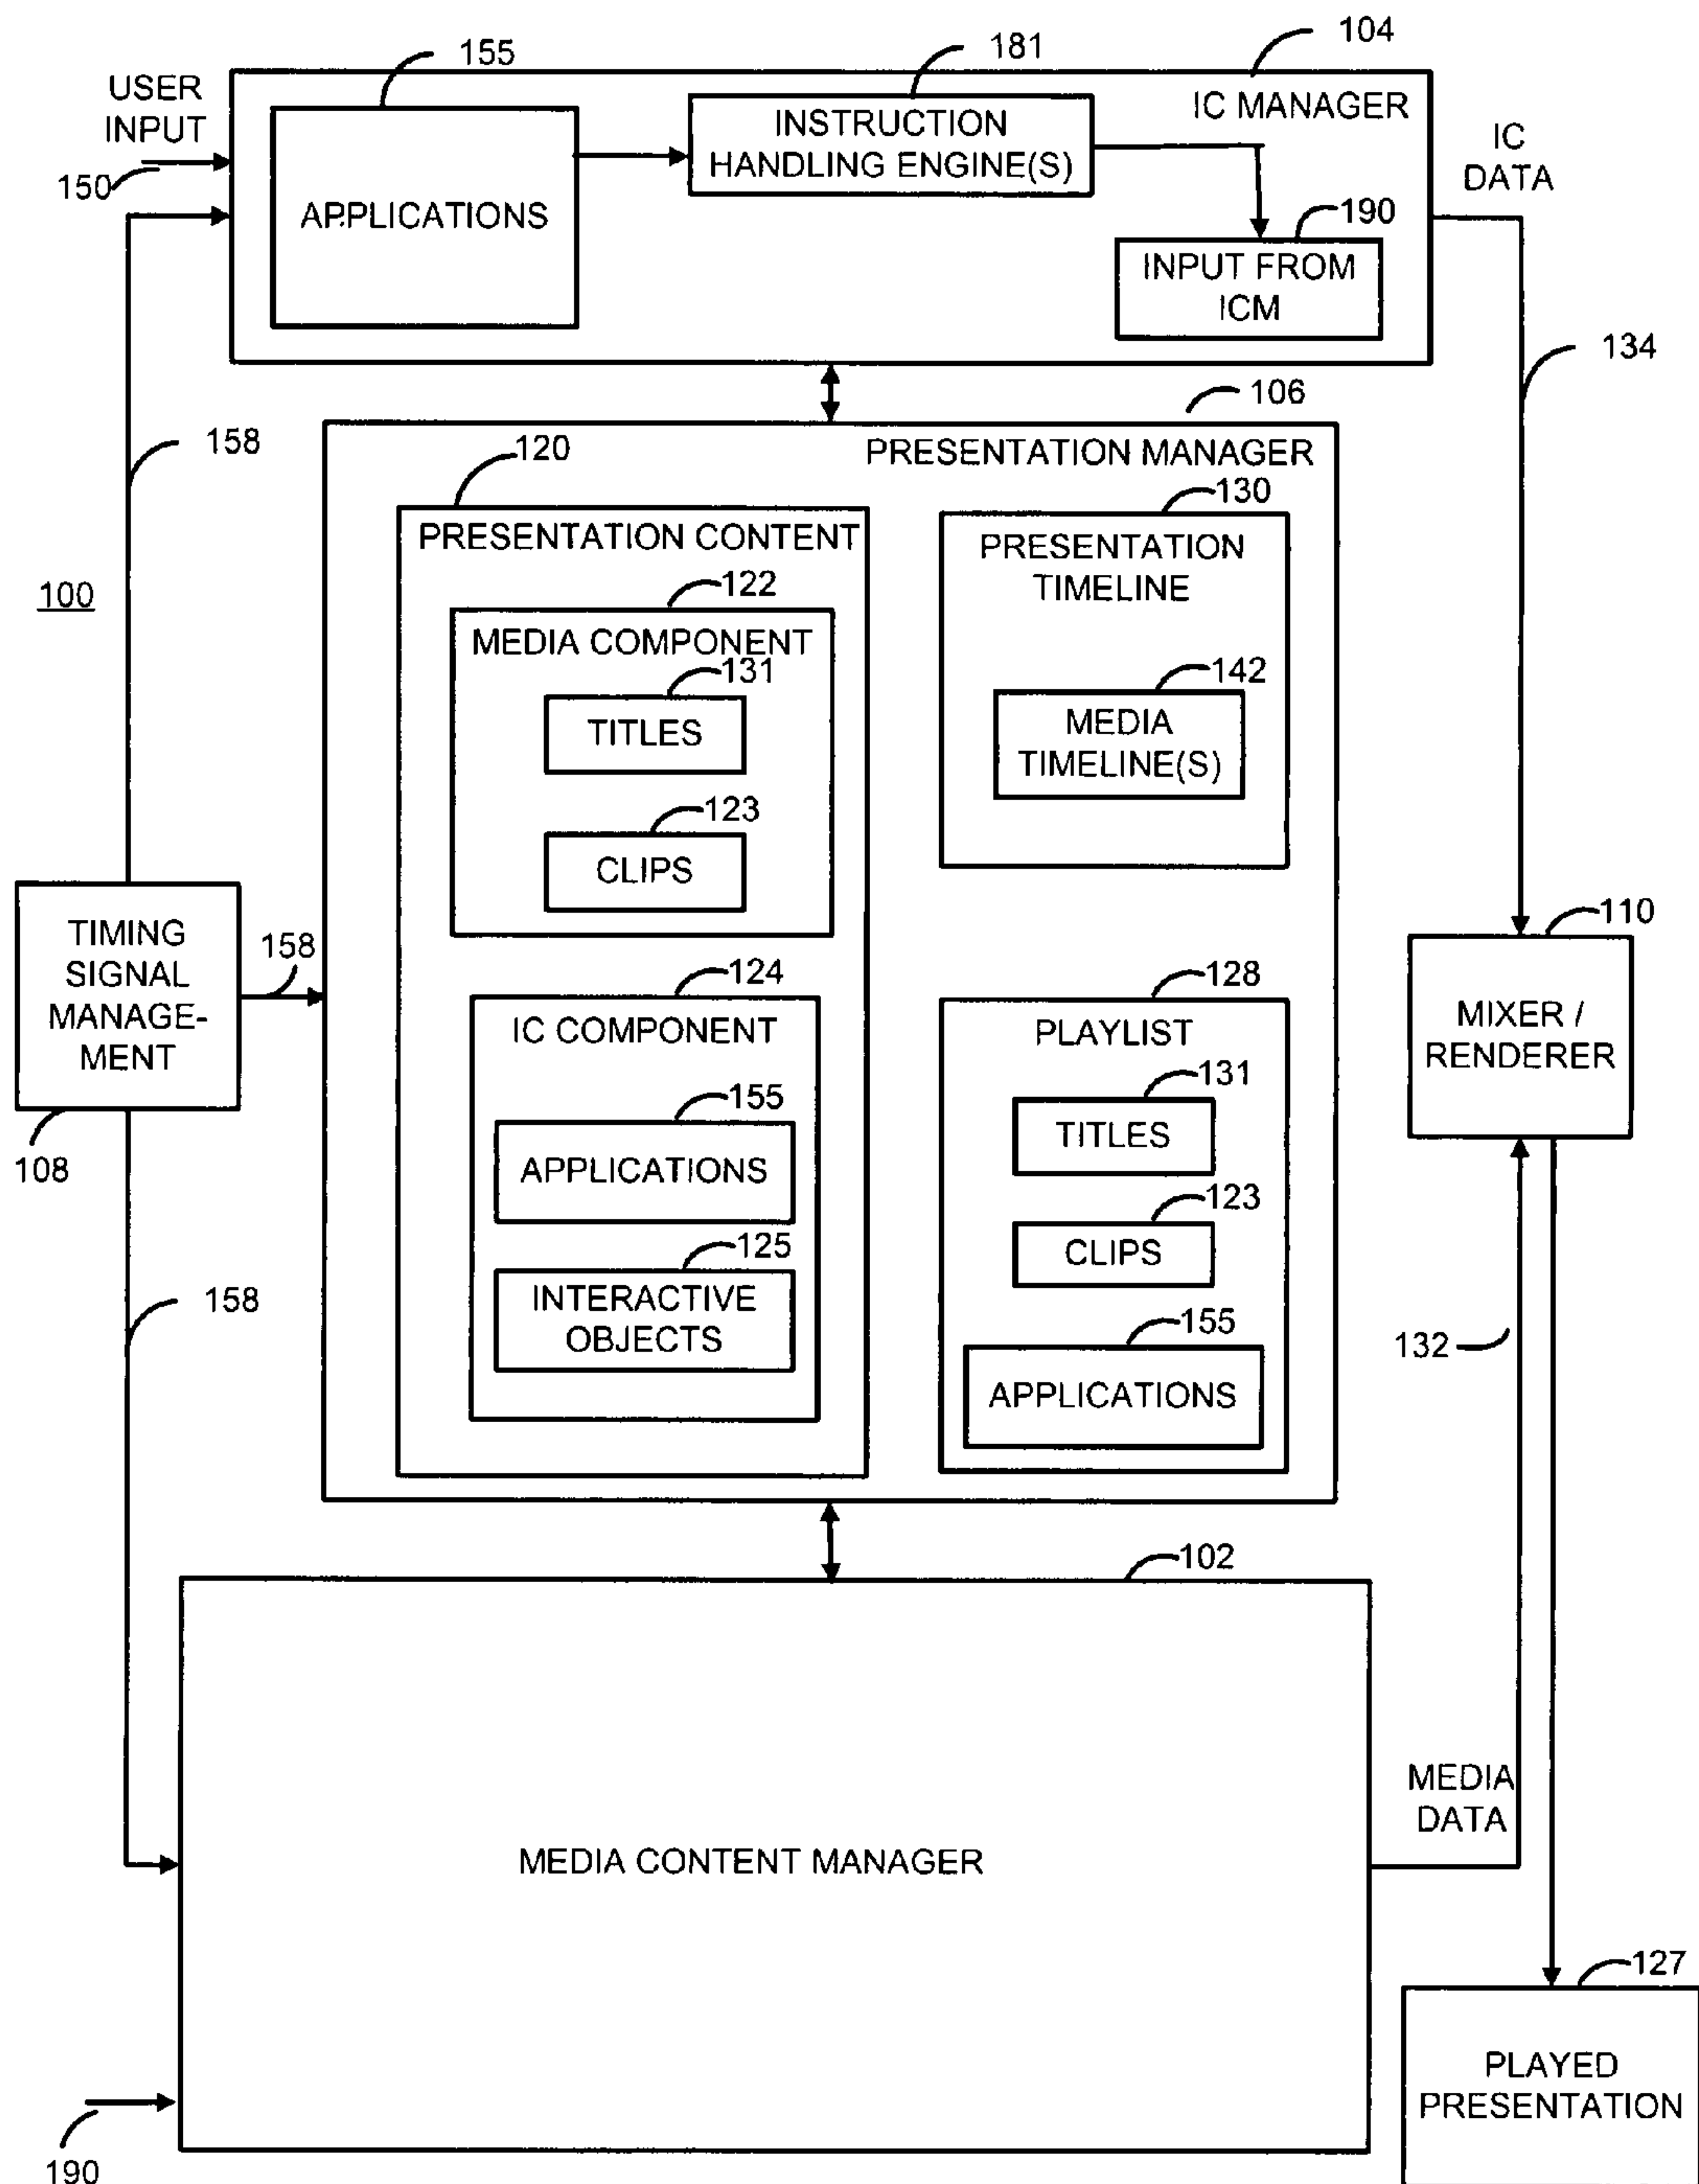 155
181
104
USER
INPUT
IC MANAGER
INSTRUCTION
HANDLING ENGINE(S)
IC
DATA
150
APPLICATIONS
190
INPUT FROM
ICM
134
106
158
120
PRESENTATION MANAGER
130
PRESENTATION CONTENT
PRESENTATION
TIMELINE
100
122
MEDIA COMPONENT
131
TITLES
142
MEDIA
TIMELINE(S)
123
CLIPS
TIMING
SIGNAL
MANAGE-
MENT
158
108
110
MIXER /
RENDERER
124
IC COMPONENT
128
PLAYLIST
155
APPLICATIONS
131
TITLES
123
CLIPS
125
INTERACTIVE
OBJECTS
158
155
APPLICATIONS
132
102
MEDIA
DATA
MEDIA CONTENT MANAGER
127
PLAYED
PRESENTATION
190